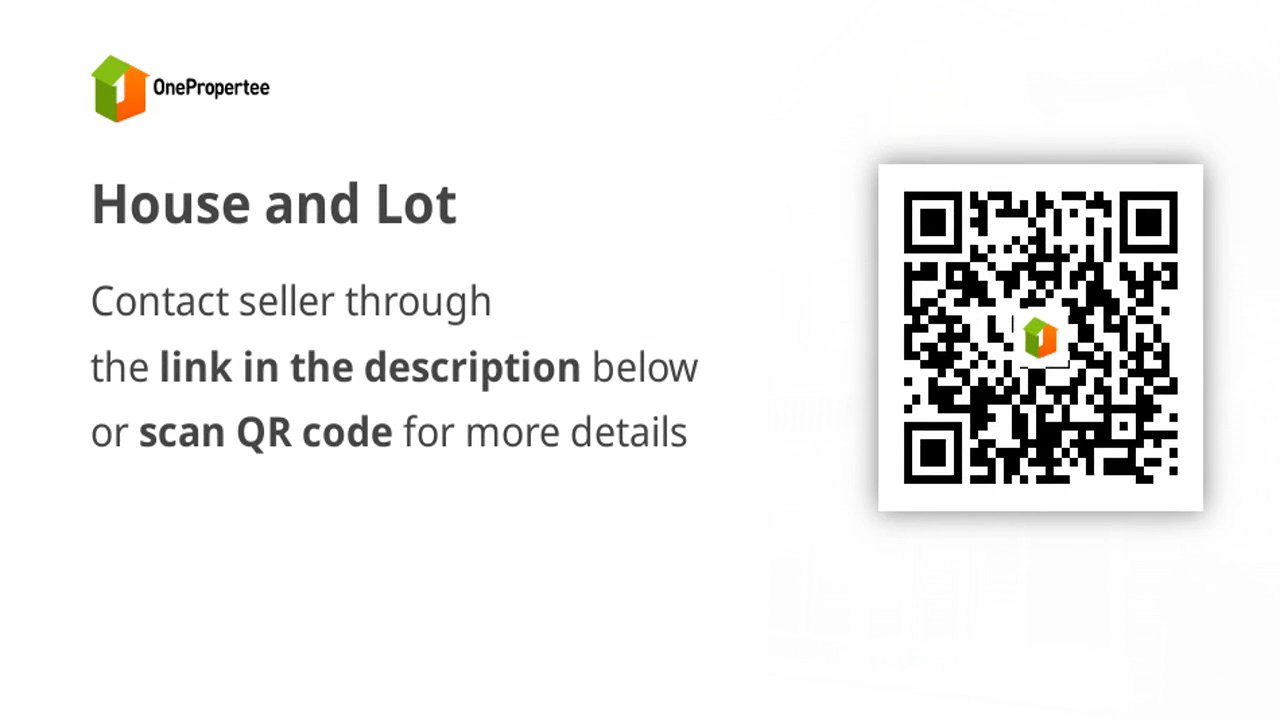 OnePropertee
House and Lot
Contact seller through
the link in the description below
or scan QR code for more details